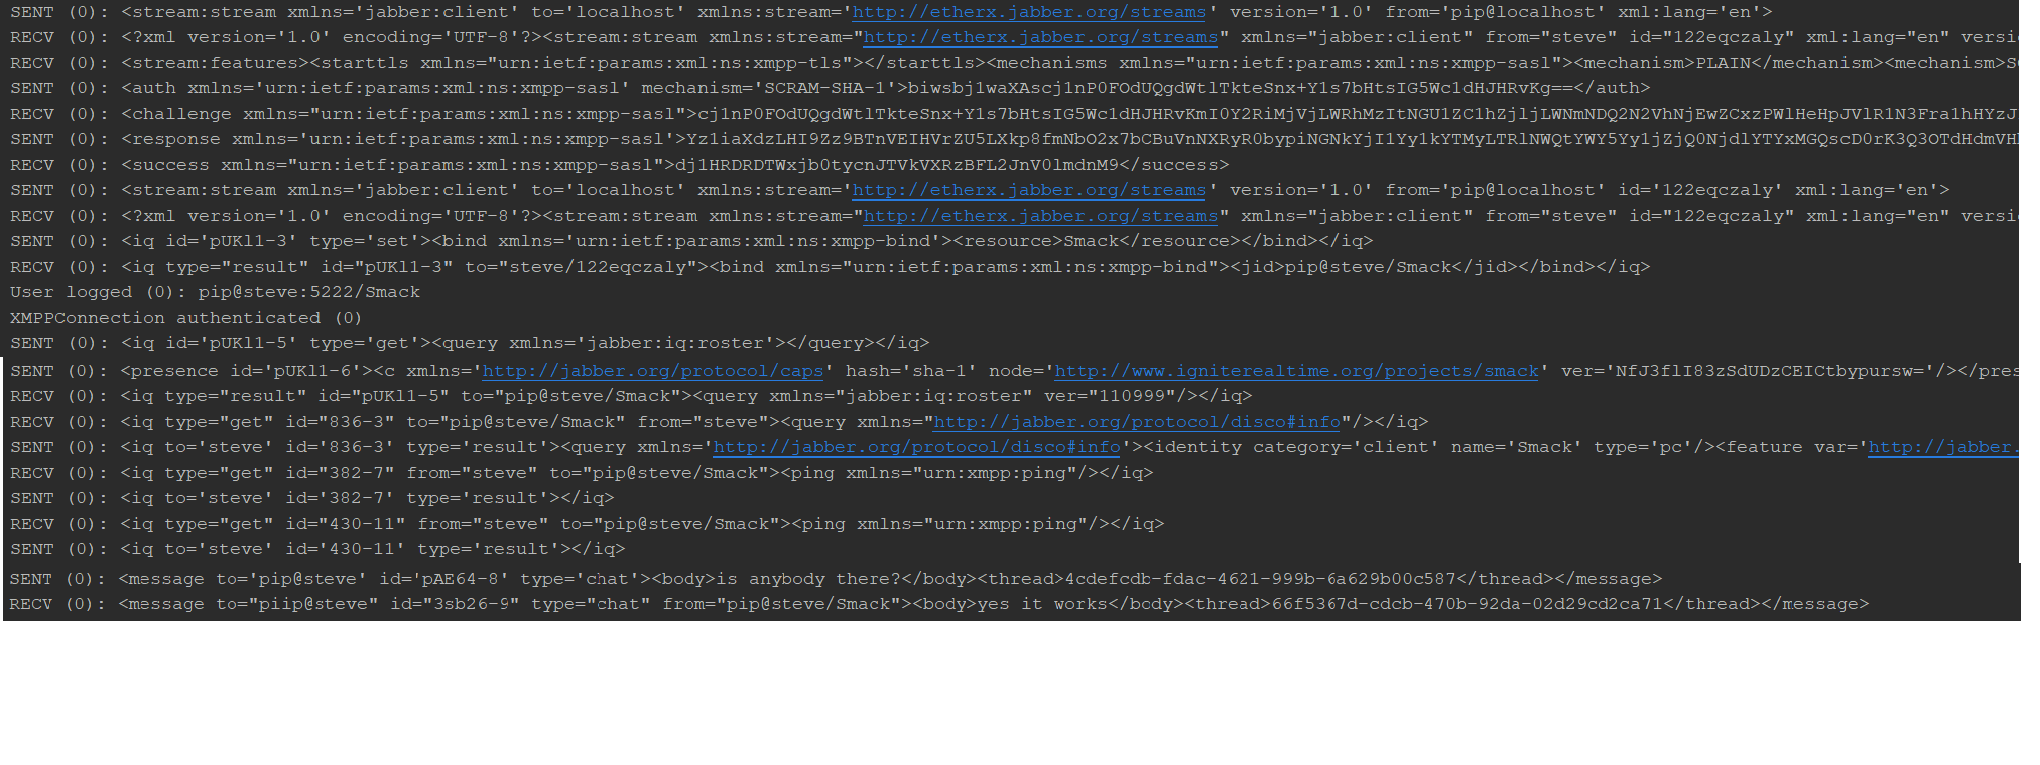 SENT (0): <stream:stream xmlns='jabber:client' to='localhost' xmlns:stream='http://etherx.jabber.org/streams' version='1.0' from='pip@localhost' xml:lang='en'>
RECV (0): <?xml version='1.0' encoding='UTF-8'?><stream:stream xmlns:stream="http://etherx.jabber.org/streams" xmlns="jabber:client" from="steve" id="122eqczaly" xml:lang="en" versi
RECV (0): <stream:features><starttls xmlns="urn:ietf:params:xml:ns:xmpp-tls"></starttls><mechanisms xmlns="urn:ietf:params:xml:ns:xmpp-sasl"><mechanism>PLAIN</mechanism><mechanism>S
SENT (0): <auth xmlns='urn:ietf:params:xml:ns:xmpp-sasl' mechanism='SCRAM-SHA-1'>biwsbj1waXAscj1nP0FOdUQgdWtlTkteSnx+Y1s7bHtsIG5Wc1dHJHRvKg==</auth>
RECV (0): <challenge xmlns="urn:ietf:params:xml:ns:xmpp-sasl">cj1nP0FOdUQgdWtlTkteSnx+Y1s7bHtsIG5Wc1dHJHRvKmI0Y2RiMjVjLWRhMzItNGU1ZC1hZjljLWNmNDQ2N2VhNjEwZCxzPWlHeHpJVlR1N3Fra1hHYzJ
SENT (0): <response xmlns='urn:ietf:params:xml:ns:xmpp-sasl'>Yz1iaXdzLHI9Zz9BTnVEIHVrZU5LXkp8fmNbO2x7bCBuVnNXRyR0bypiNGNkYjI1Yy1kYTMyLTRlNWQtYWY5Yy1jZjQ0NjdlYTYxMGQscD0rK3Q3OTdHdmVH
RECV (0): <success xmlns="urn:ietf:params:xml:ns:xmpp-sasl">dj1HRDRDTWxjb0tycnJTVkVXRzBFL2JnV0lmdnM9</success>
SENT (0): <stream:stream xmlns='jabber:client' to='localhost' xmlns:stream='http://etherx.jabber.org/streams' version='1.0' from='pip@localhost' id='122eqczaly' xml:lang='en'>
RECV (0): <?xml version='1.0' encoding='UTF-8'?><stream:stream xmlns:stream="http://etherx.jabber.org/streams" xmlns="jabber:client" from="steve" id="122eqczaly" xml:lang="en" versi
SENT (0): <iq id='pUKl1-3' type='set'><bind xmlns='urn:ietf:params:xml:ns:xmpp-bind'><resource>Smack</resource></bind></iq>
RECV (0): <iq type="result" id="pUKl1-3" to="steve/122eqczaly"><bind xmlns="urn:ietf:params:xml:ns:xmpp-bind"><jid>pip@steve/Smack</jid></bind></iq>
User logged (0): pip@steve:5222/Smack
XMPPConnection authenticated (0)
SENT (0): <iq id='pUKl1-5' type='get'><query xmlns='jabber:iq:roster'></query></iq>
SENT (0): <presence id='pUKl1-6'><c xmlns='http://jabber.org/protocol/caps' hash='sha-1' node='http://www.igniterealtime.org/projects/smack' ver='NfJ3flI83zSdUDzCEICtbypursw='/></pres
RECV (0): <iq type="result" id="pUKl1-5" to="pip@steve/Smack"><query xmlns="jabber:iq:roster" ver="110999"/></iq>
RECV (0): <iq type="get" id="836-3" to="pip@steve/Smack" from="steve"><query xmlns="http://jabber.org/protocol/disco#info"/></iq>
SENT (0): <iq to='steve' id='836-3' type='result'><query xmlns='http://jabber.org/protocol/disco#info'><identity category='client' name='Smack' type='pc'/><feature var='http://jabber.
RECV (0): <iq type="get" id="382-7" from="steve" to="pip@steve/Smack"><ping xmlns="urn:xmpp:ping"/></iq>
SENT (0): <iq to='steve' id='382-7' type='result'></iq>
RECV (0): <iq type="get" id="430-11" from="steve" to="pip@steve/Smack"><ping xmlns="urn:xmpp:ping"/></iq>
SENT (0): <iq to='steve' id='430-11' type='result'></iq>
SENT (0): <message to='pip@steve' id='pAE64-8' type='chat'><body>is anybody there?</body><thread>4cdefcdb-fdac-4621-999b-6a629b00c587</thread></message>
RECV (0): <message to="piip@steve" id="3sb26-9" type="chat" from="pip@steve/Smack"><body>yes it works</body><thread>66f5367d-cdcb-470b-92da-02d29cd2ca71</thread></message>